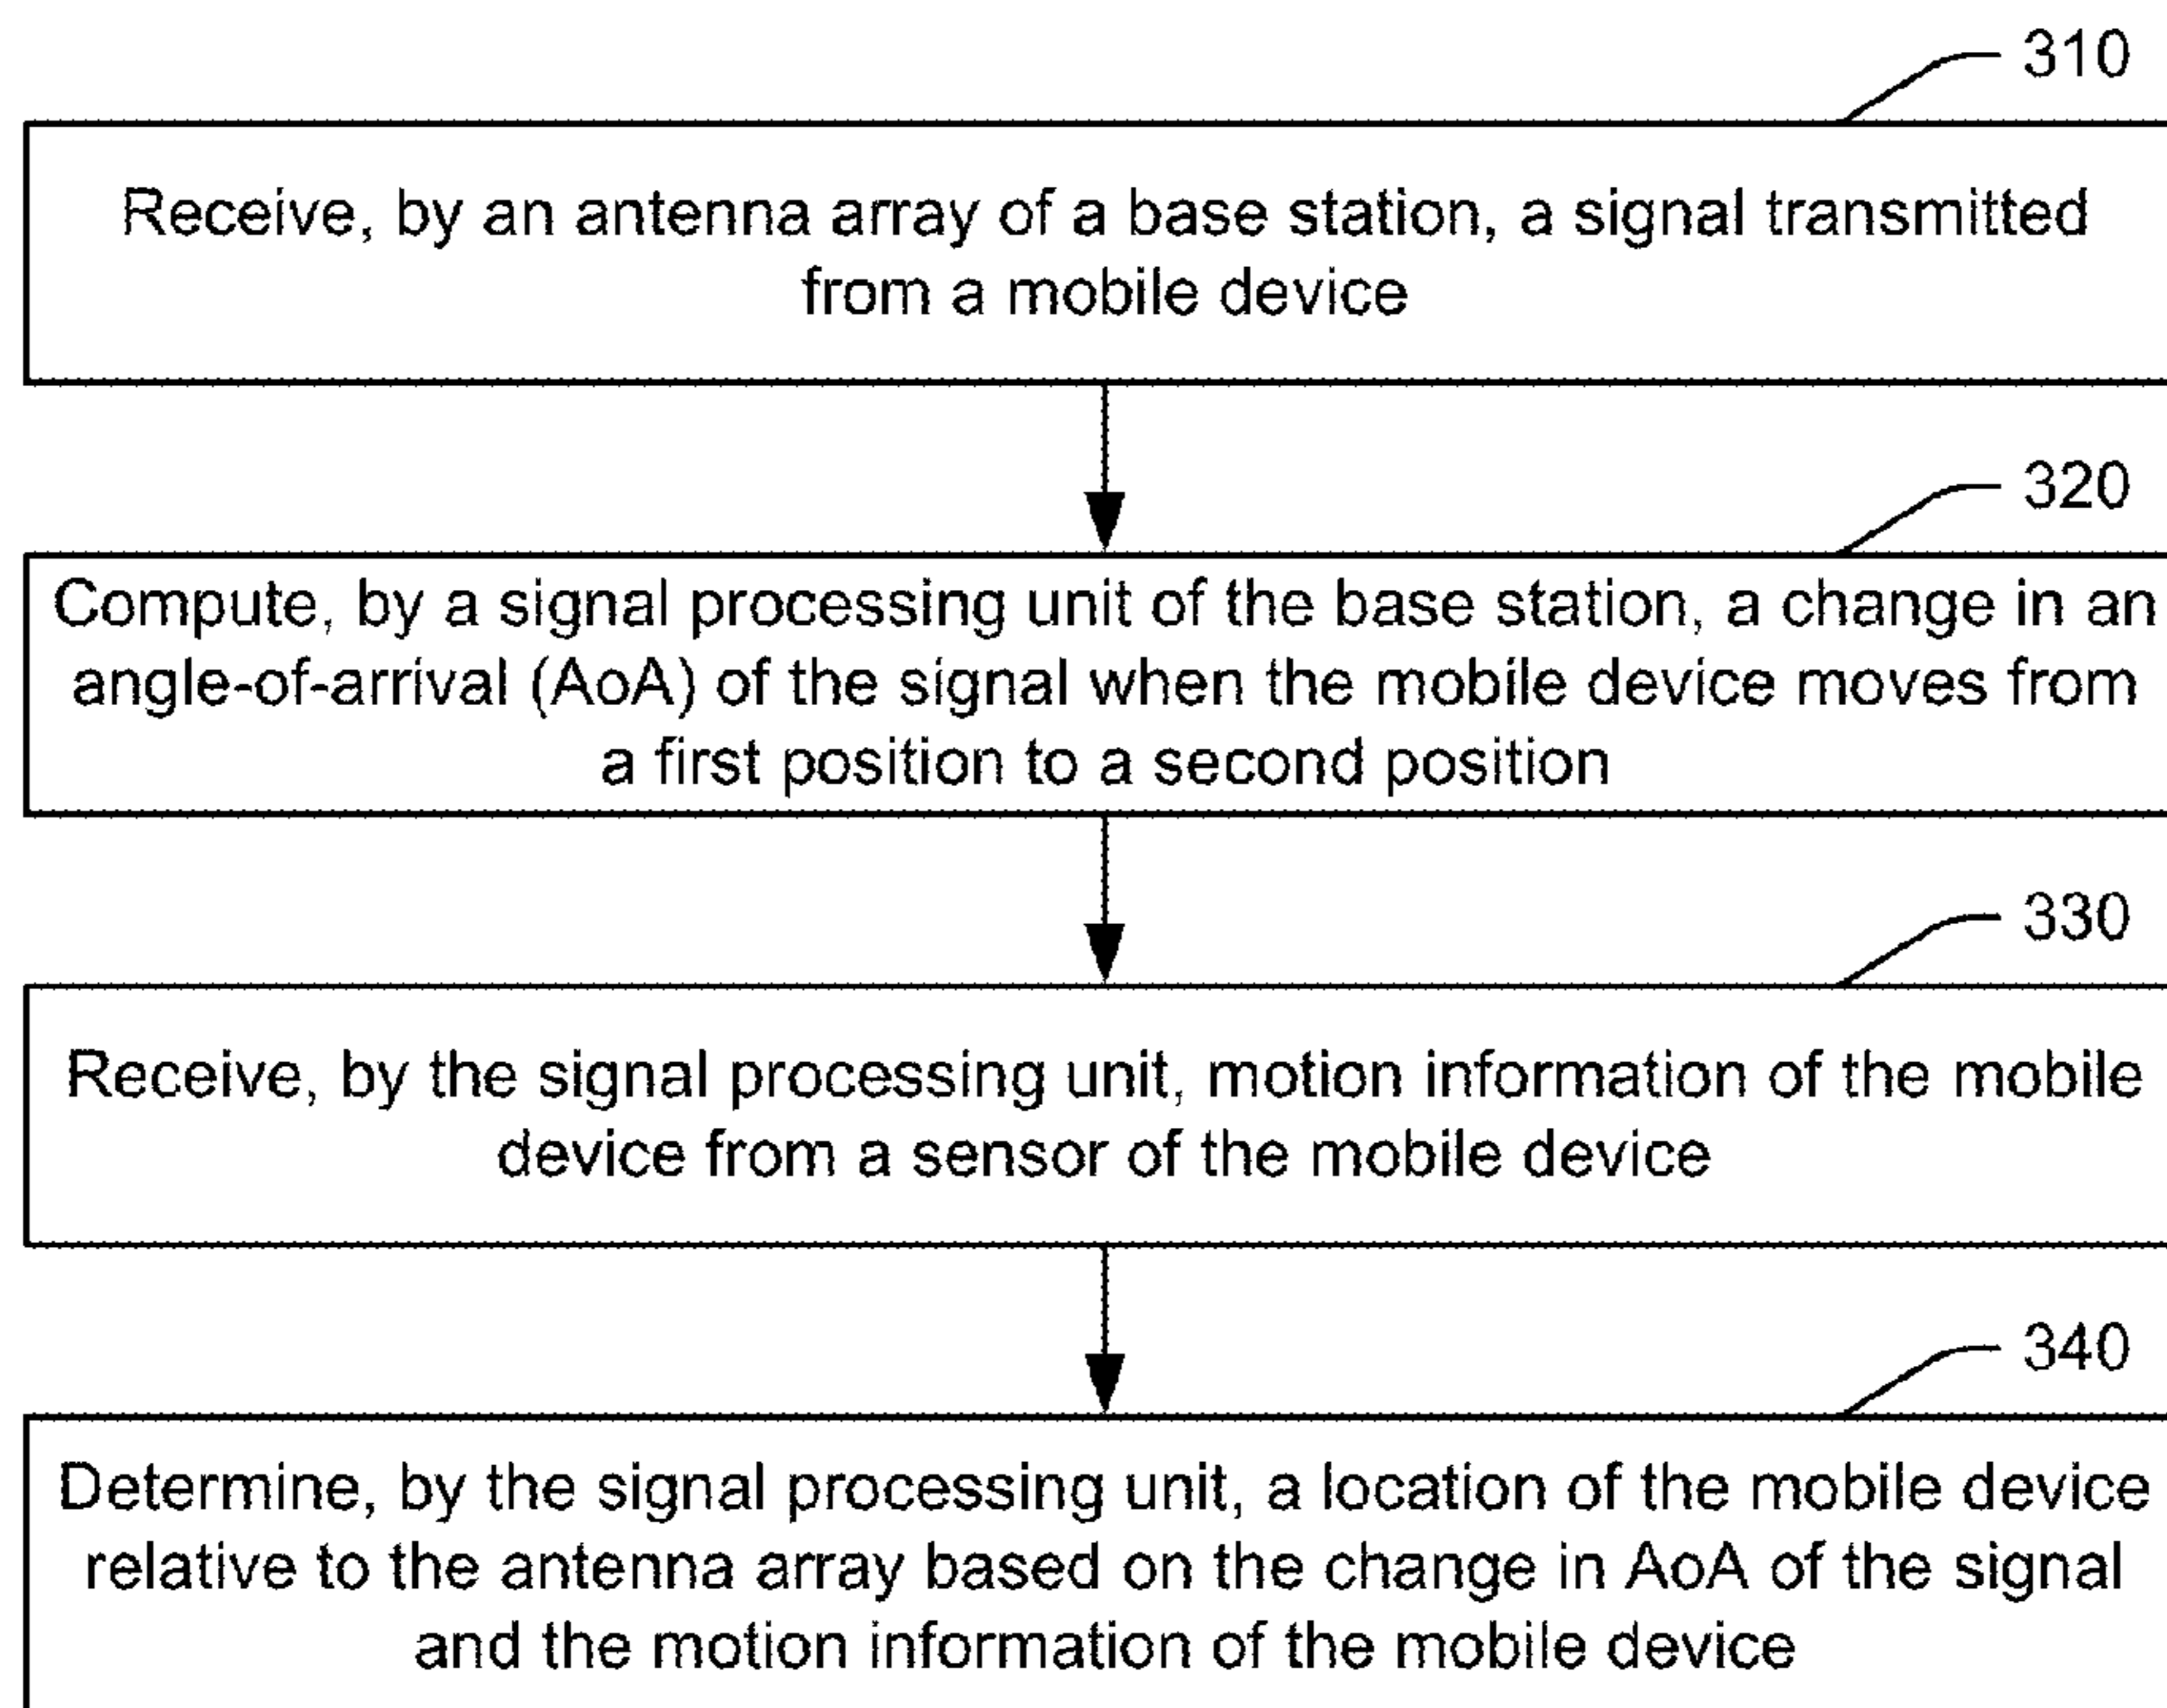 310
Receive, by an antenna array of a base station, a signal transmitted
from a mobile device
320
Compute, by a signal processing unit of the base station, a change in an
angle-of-arrival (AoA) of the signal when the mobile device moves from
a first position to a second position
330
Receive, by the signal processing unit, motion information of the mobile
device from a sensor of the mobile device
340
Determine, by the signal processing unit, a location of the mobile device
relative to the antenna array based on the change in AoA of the signal
and the motion information of the mobile device